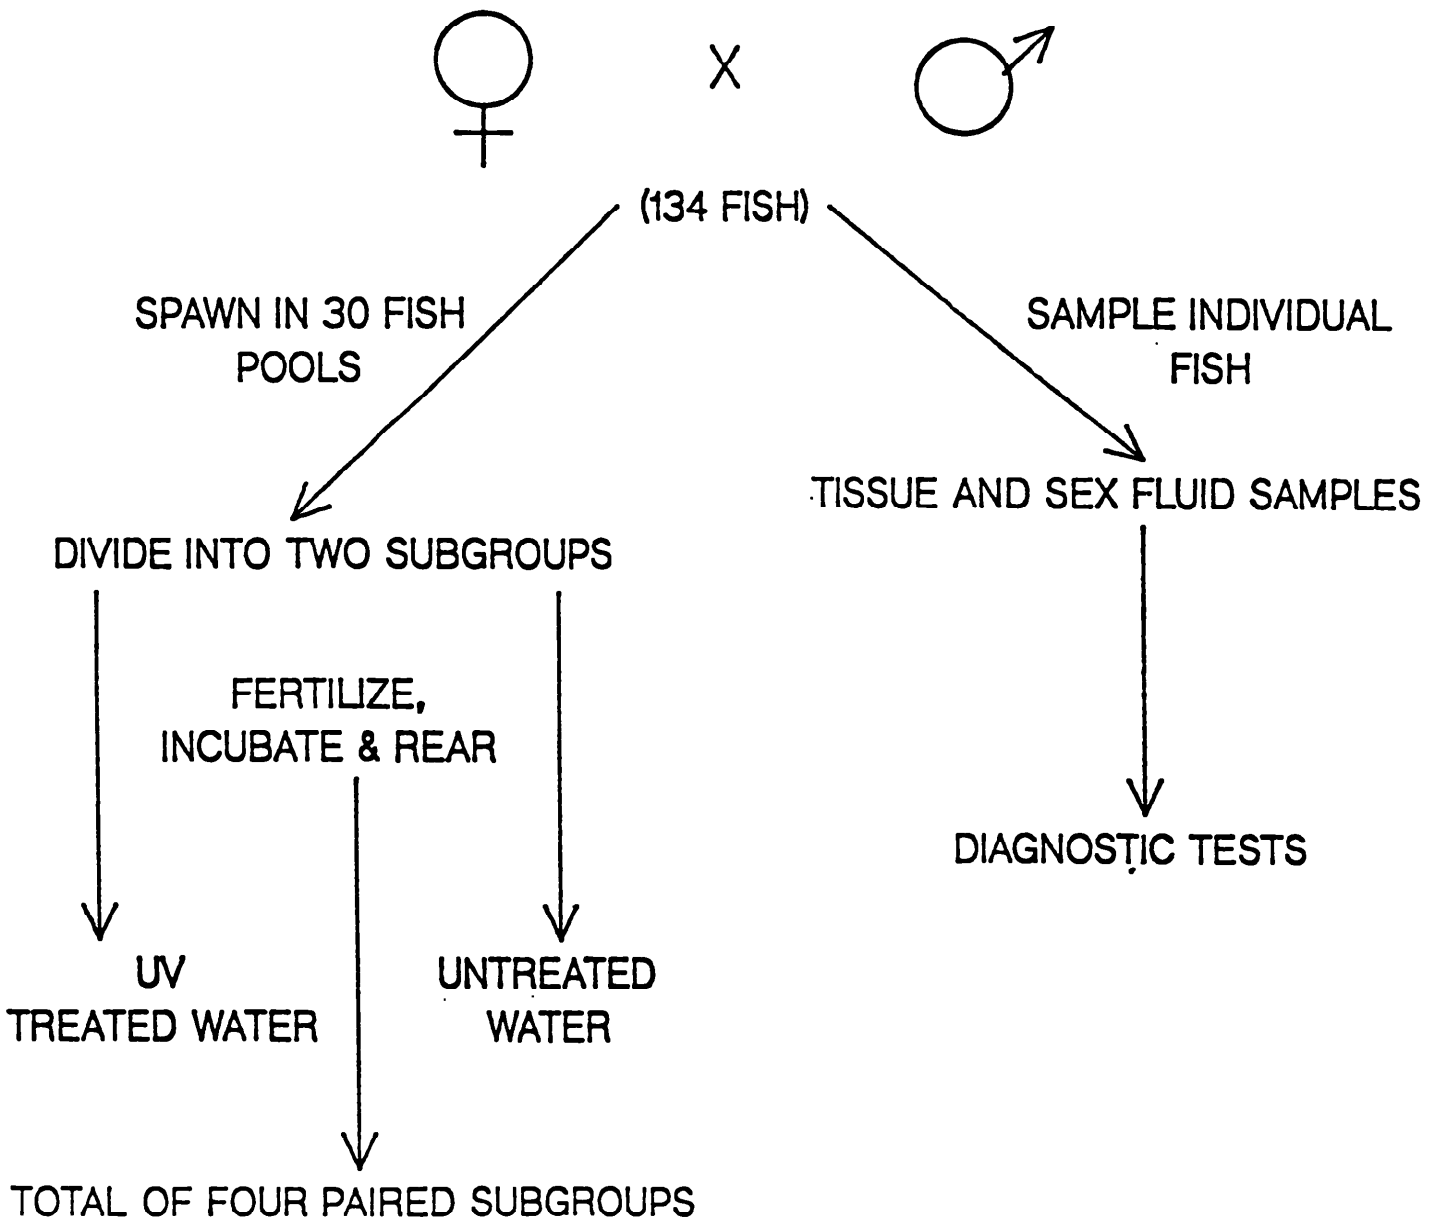 X
(134 FISH)
SPAWN IN 30 FISH
POOLS
SAMPLE INDIVIDUAL
FISH
TISSUE AND SEX FLUID SAMPLES
DIVIDE INTO TWO SUBGROUPS
FERTILIZE,
INCUBATE & REAR
DIAGNOSTIC TESTS
UV
TREATED WATER
UNTREATED
WATER
TOTAL OF FOUR PAIRED SUBGROUPS